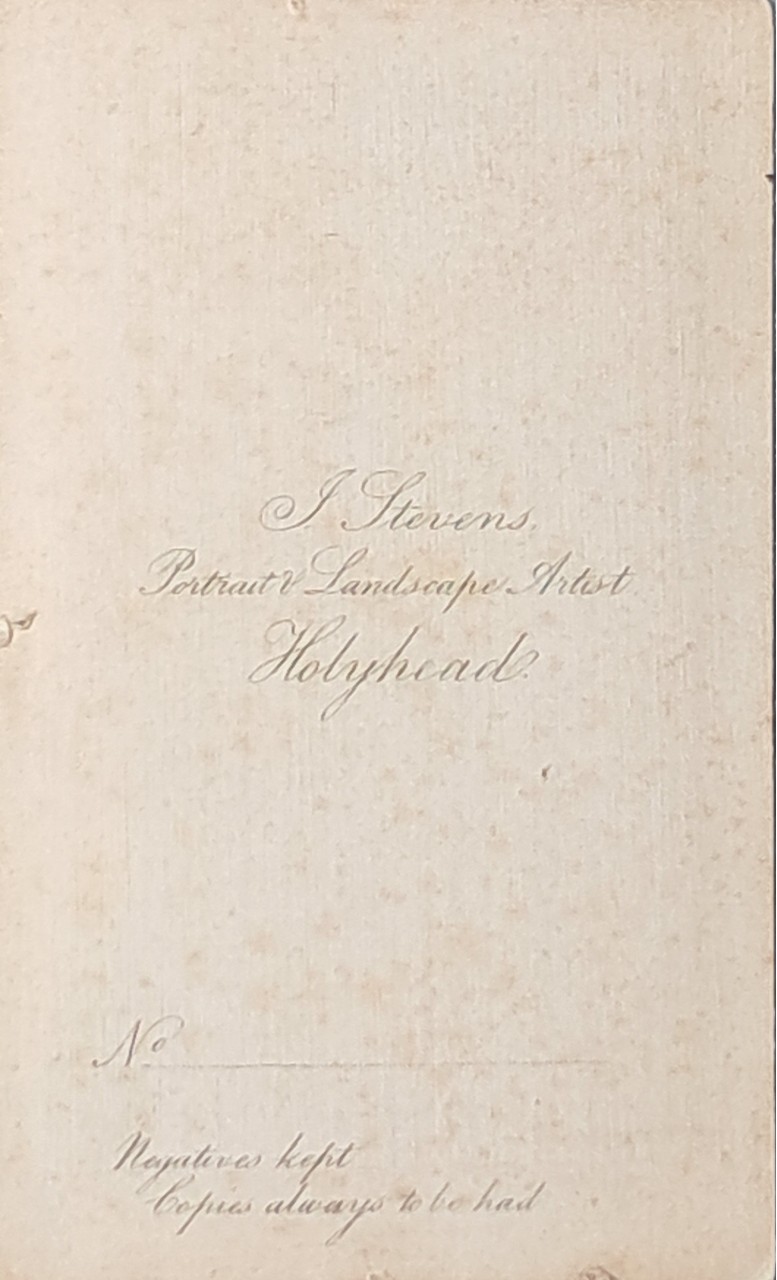 J Stevens.
Portrait & Landscape Artist
Holyhead.
No
Negatives kept
Copies always to be had